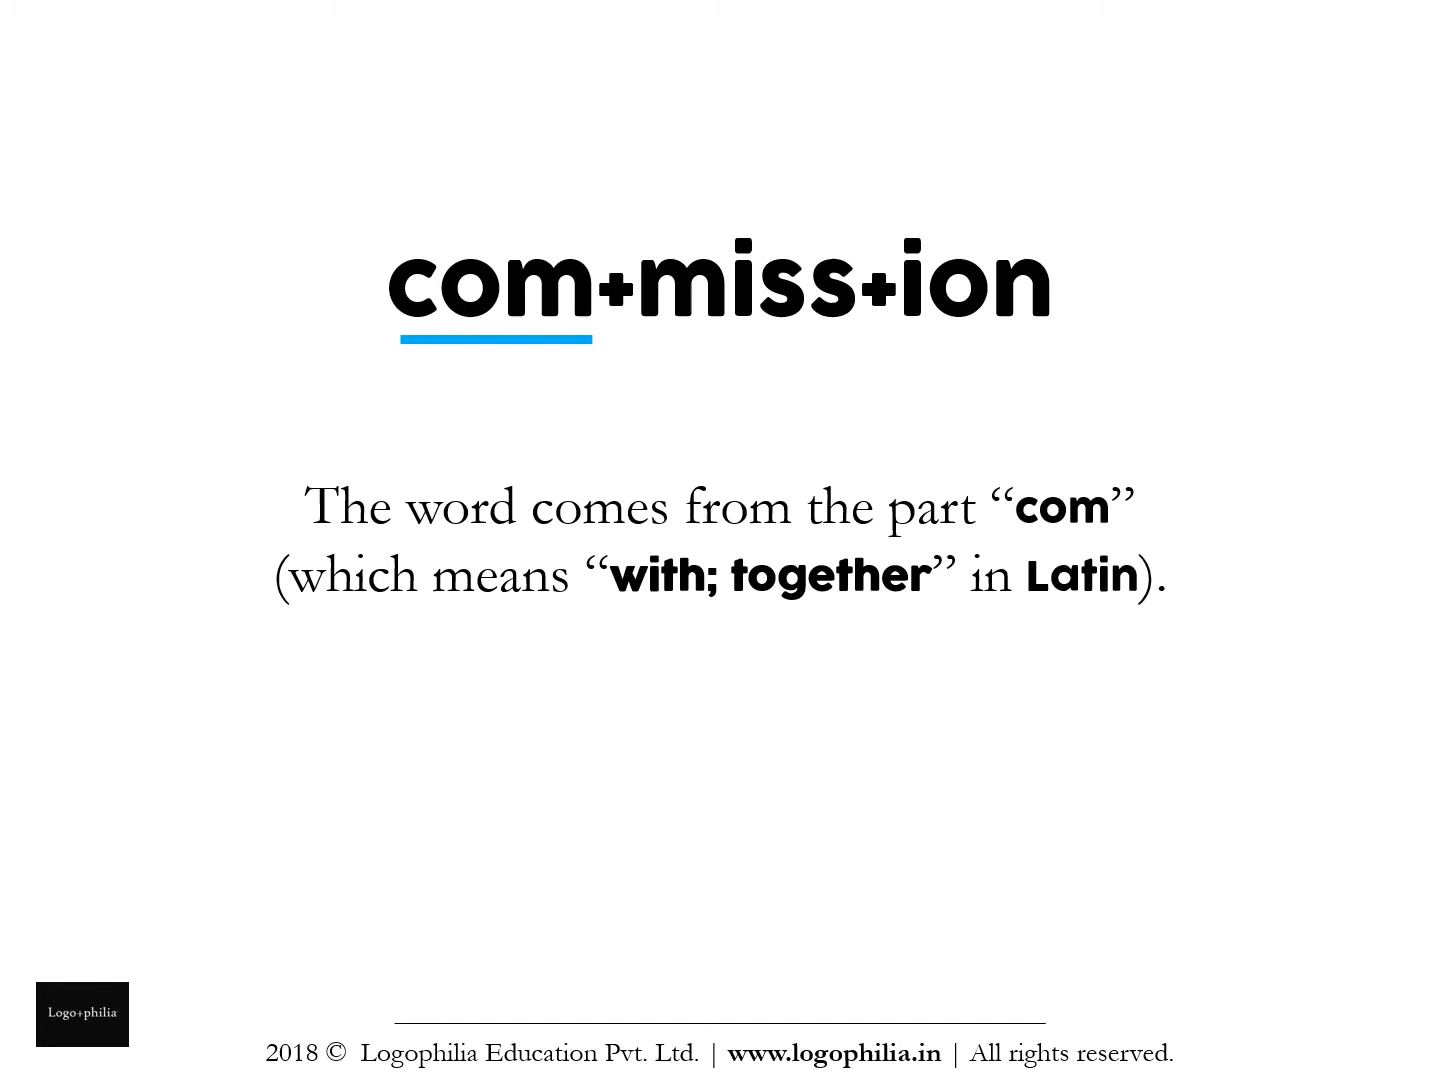 com+miss+ion
The word comes from the part “com”
(which means “with; together” in Latin).
Logo+philia
2018 © Logophilia Education Pvt. Ltd. | www.logophilia.in | All rights reserved.